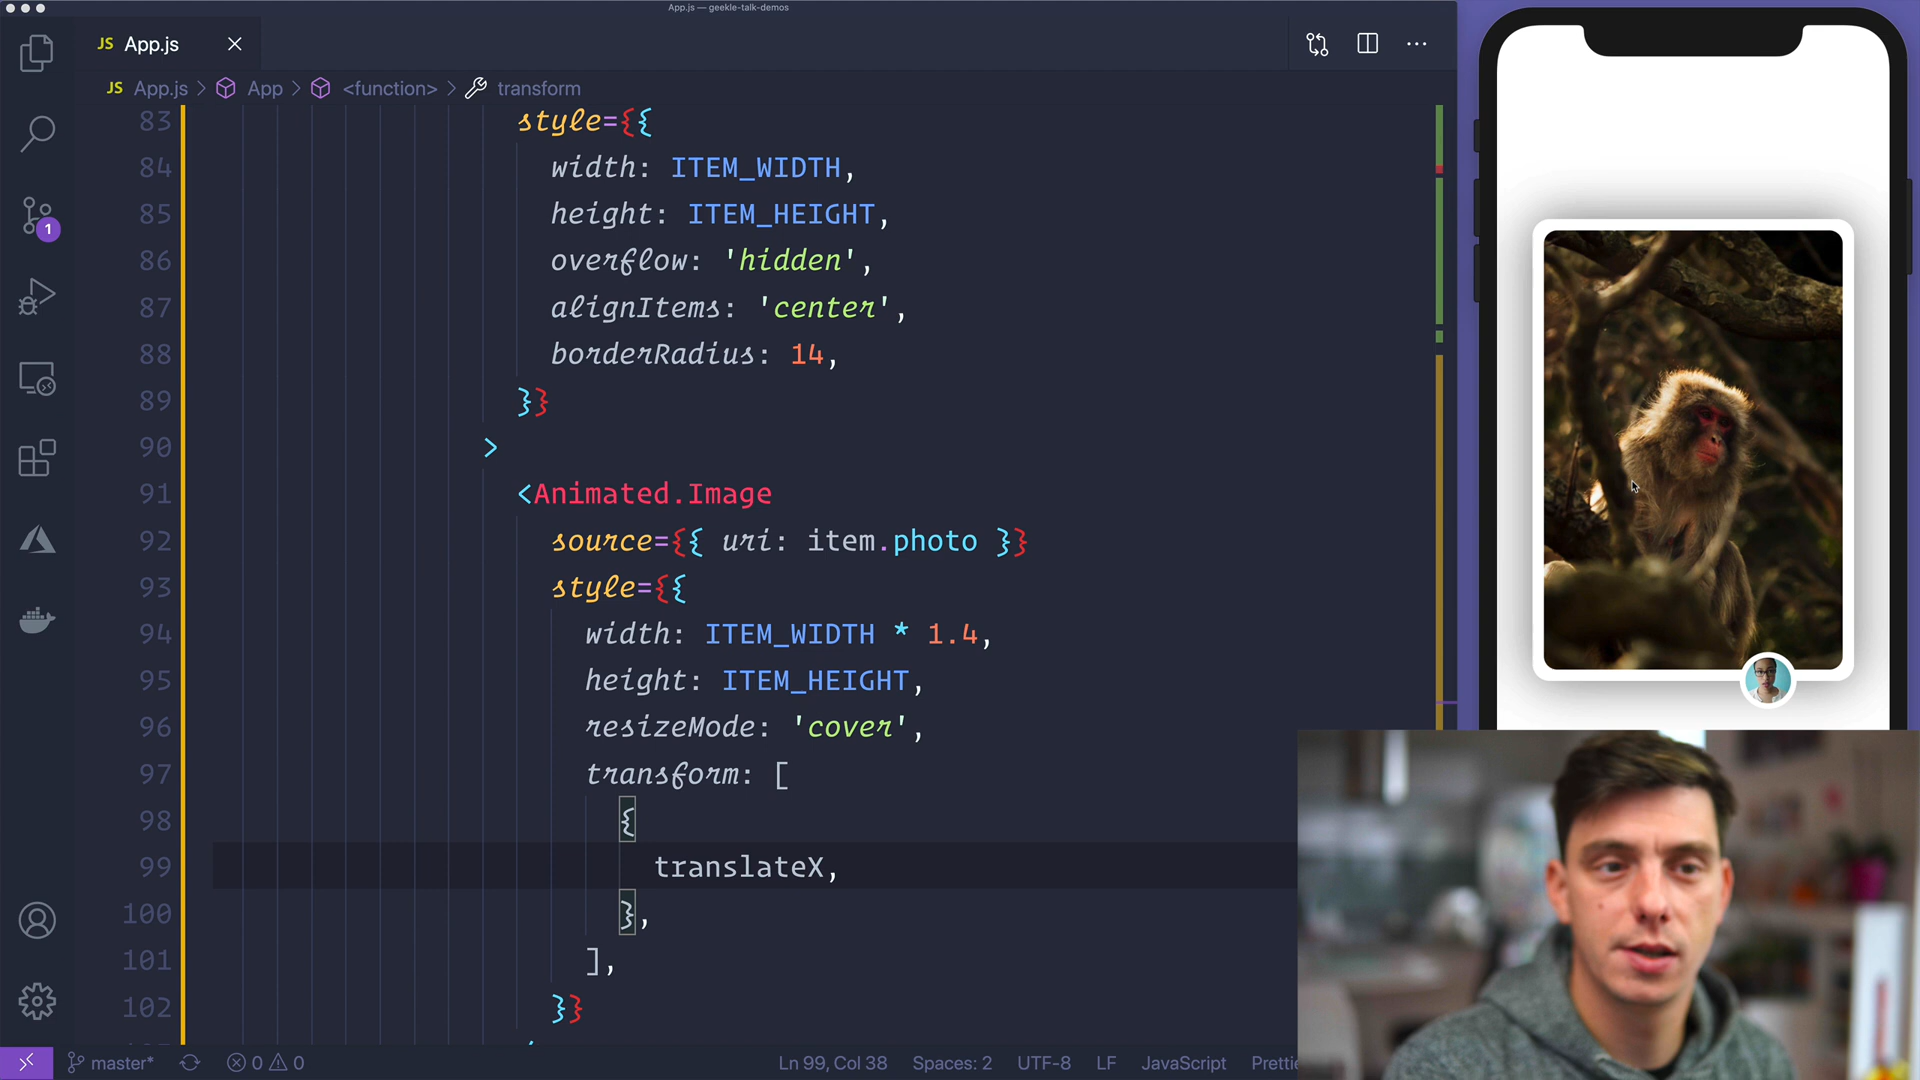 App.js — geekle-talk-demos
JS App.js
JS App.js > App > <function> > transform
83 style={{
84 width: ITEM_WIDTH,
85 height: ITEM_HEIGHT,
86 overflow: 'hidden',
87 alignItems: 'center',
88 borderRadius: 14,
89 }}
90 >
91 <Animated.Image
92 source={{ uri: item.photo }}
93 style={{
94 width: ITEM_WIDTH * 1.4,
95 height: ITEM_HEIGHT,
96 resizeMode: 'cover',
97 transform: [
98 {
99 translateX,
100 },
101 ],
102 }}
1
master* 0 0 Ln 99, Col 38 Spaces: 2 UTF-8 LF JavaScript Prettie